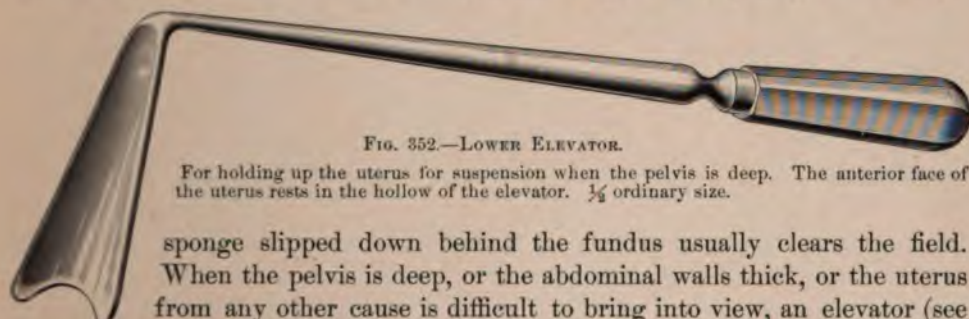 FIG. 352.—LOWER ELEVATOR.
For holding up the uterus for suspension when the pelvis is deep. The anterior face of
the uterus rests in the hollow of the elevator. ½ ordinary size.
sponge slipped down behind the fundus usually clears the field.
When the pelvis is deep, or the abdominal walls thick, or the uterus
from any other cause is difficult to bring into view, an elevator (see